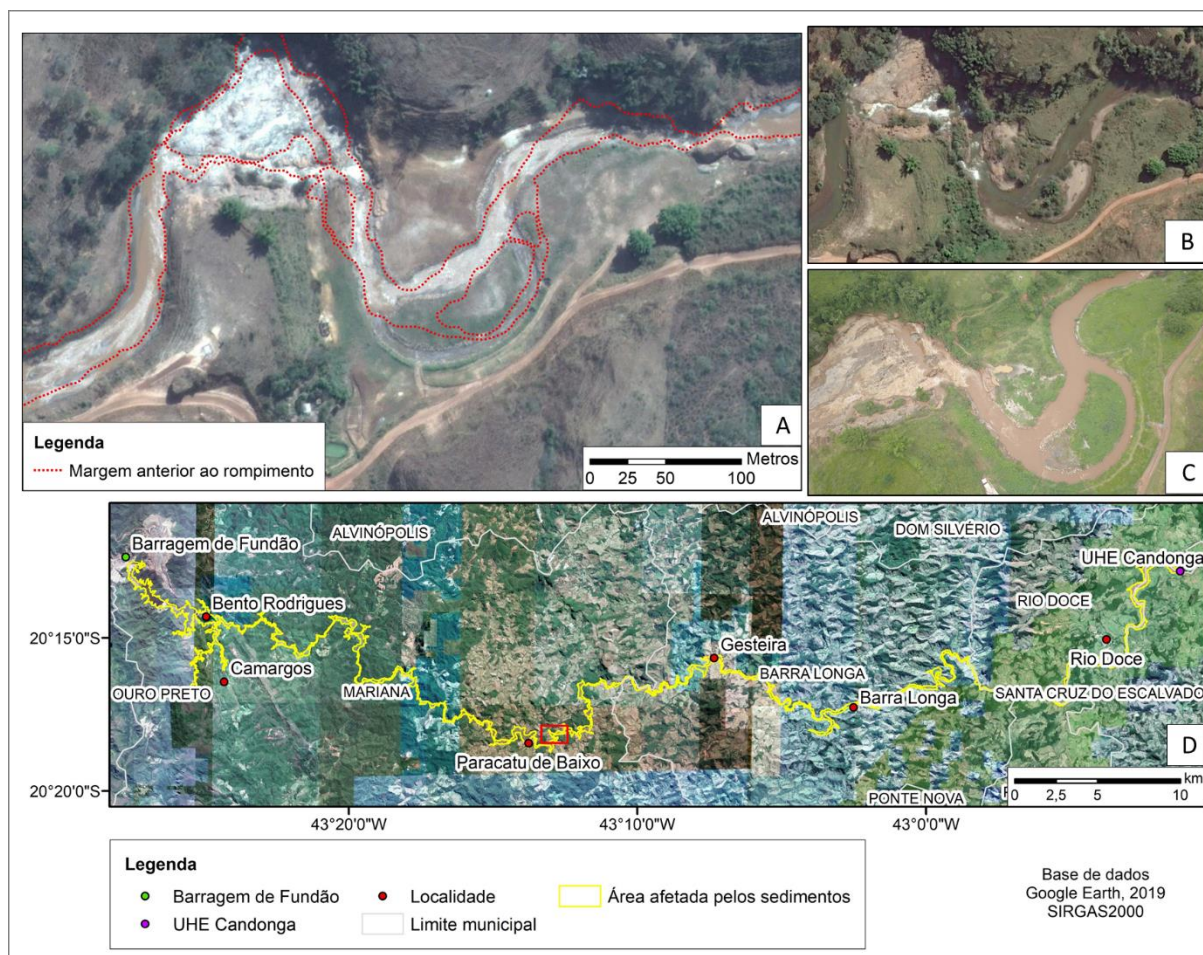 Legenda
Margem anterior ao rompimento
Metros
0 25 50 100
A
B
C
ALVINÓPOLIS
ALVINÓPOLIS
DOM SILVÉRIO
Barragem de Fundão
UHE Candonga
RIO DOCE
Bento Rodrigues
20°15'0"S
Gesteira
Rio Doce
Camargos
BARRA LONGA
OURO PRETO
MARIANA
Barra Longa
SANTA CRUZ DO ESCALVADO
Paracatu de Baixo
D
km
0 2,5 5 10
20°20'0"S
PONTE NOVA
43°20'0"W
43°10'0"W
43°0'0"W
Legenda
Barragem de Fundão
Localidade
Área afetada pelos sedimentos
UHE Candonga
Limite municipal
Base de dados
Google Earth, 2019
SIRGAS2000